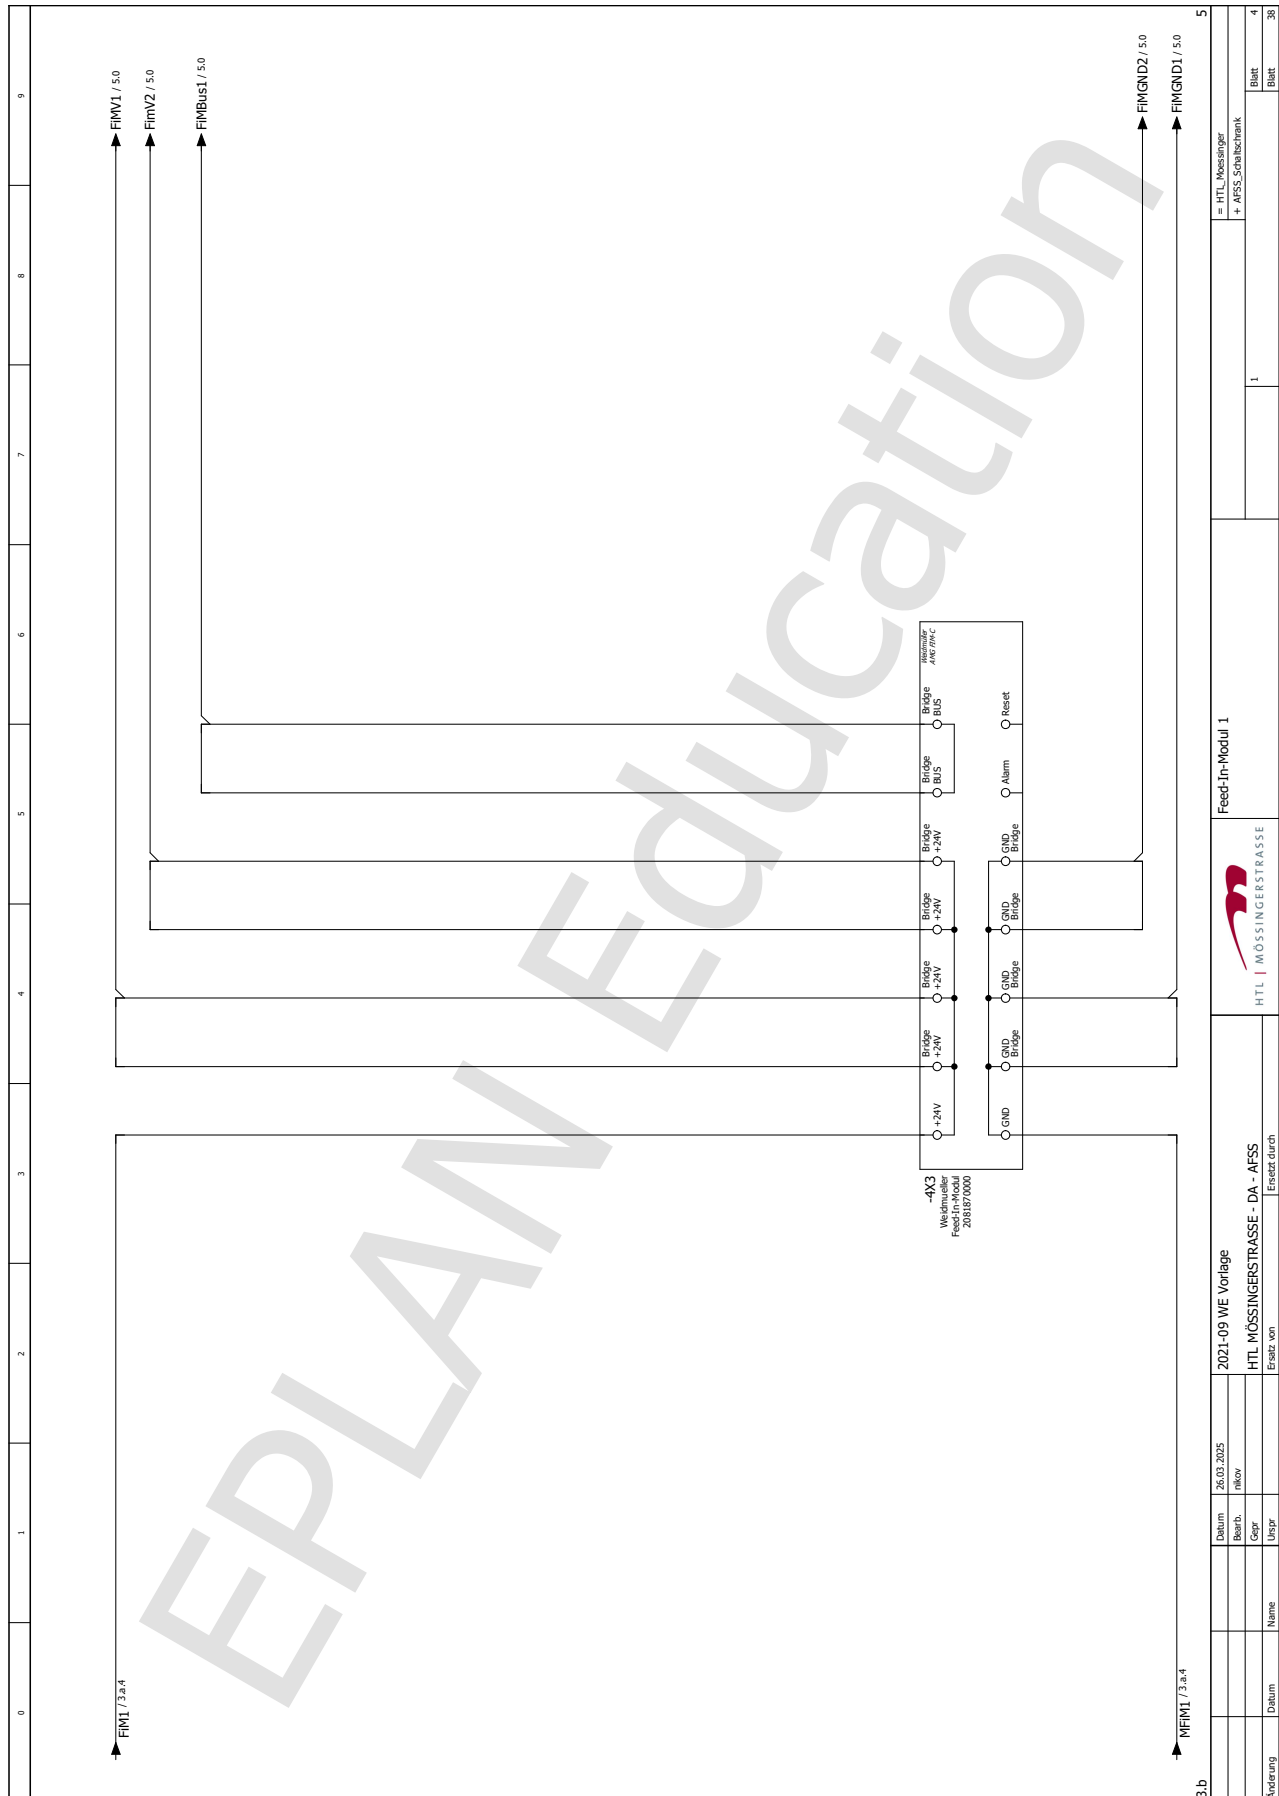 0
1
2
3
4
5
6
7
8
9
FiM1 / 3.a.4
FiMV1 / 5.0
FimV2 / 5.0
FiMBus1 / 5.0
EPLAN Education
-4X3
Weidmueller
Feed-In-Modul
2081870000
+24V
Bridge
+24V
Bridge
+24V
Bridge
+24V
Bridge
+24V
Bridge
BUS
Bridge
BUS
Weidmüller
AMG FIM-C
GND
GND
Bridge
GND
Bridge
GND
Bridge
GND
Bridge
Alarm
Reset
MFiM1 / 3.a.4
FiMGND2 / 5.0
FiMGND1 / 5.0
3.b
5
Änderung
Datum
Name
Datum
26.03.2025
Bearb.
nikov
Gepr
Urspr
2021-09 WE Vorlage
HTL MÖSSINGERSTRASSE - DA - AFSS
Ersatz von
Ersetzt durch
HTL | MÖSSINGERSTRASSE
Feed-In-Modul 1
1
= HTL_Moessinger
+ AFSS_Schaltschrank
Blatt 4
Blatt 38